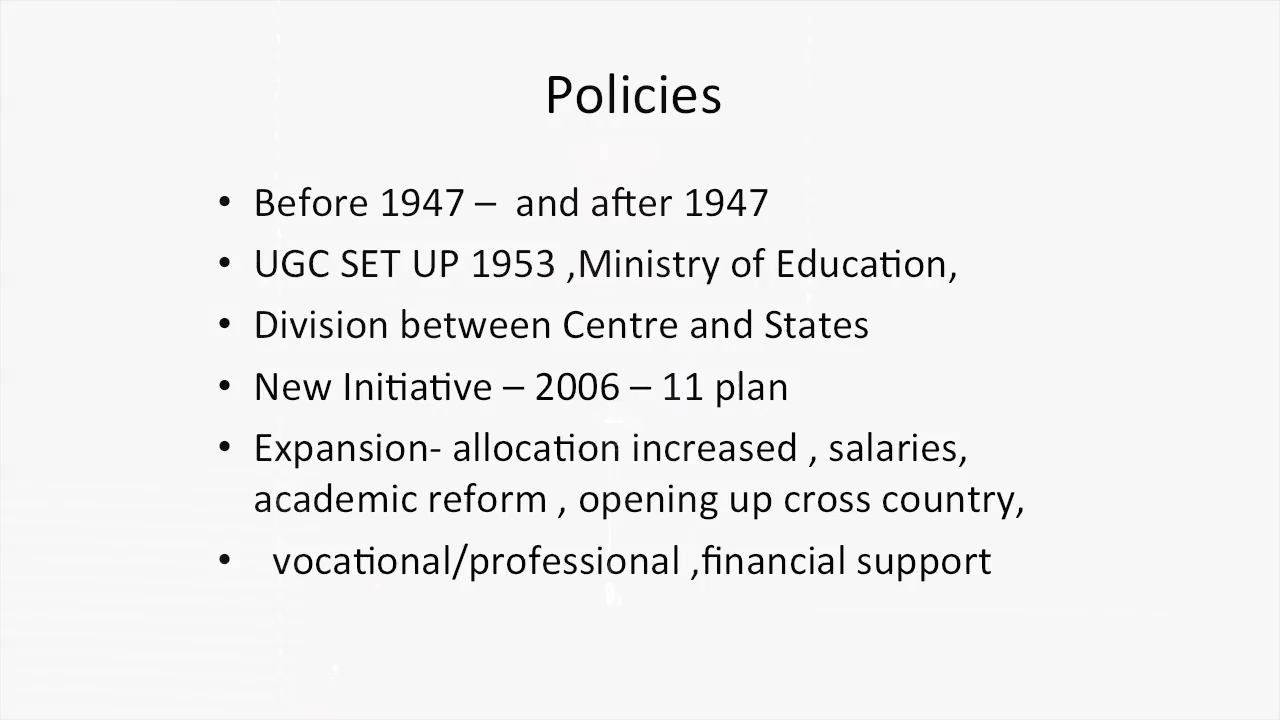 Policies
• Before 1947 –  and after 1947
• UGC SET UP 1953 ,Ministry of Education,
• Division between Centre and States
• New Initiative – 2006 – 11 plan
• Expansion- allocation increased , salaries,
academic reform , opening up cross country,
•  vocational/professional ,financial support